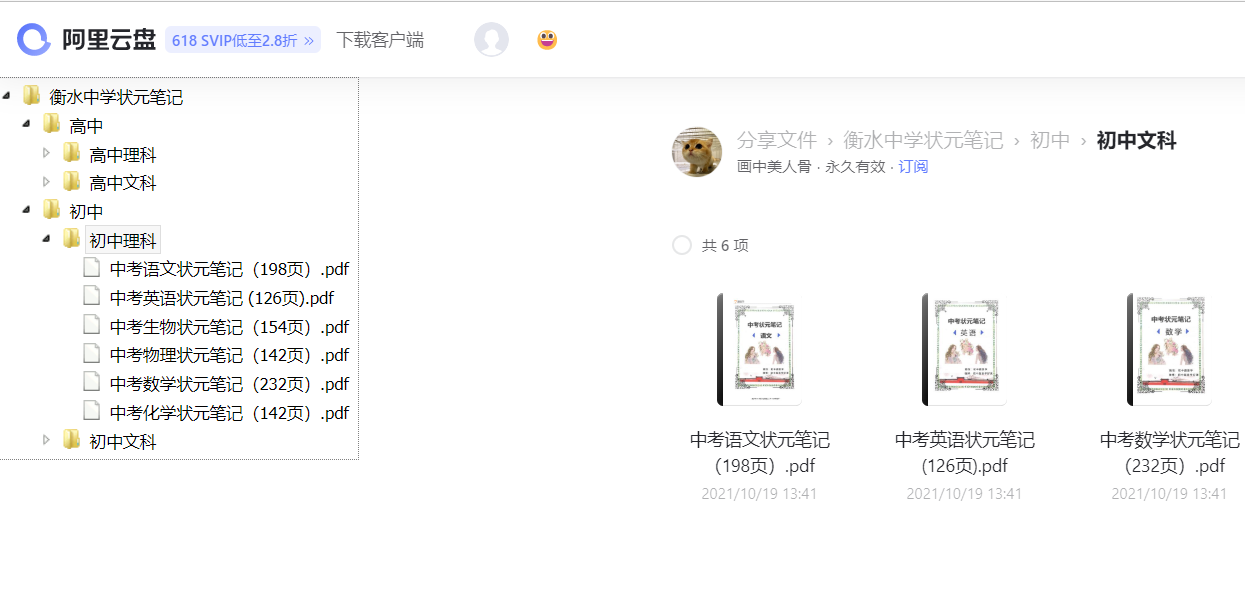 阿里云盘 618 SVIP低至2.8折 » 下载客户端
衡水中学状元笔记
高中
高中理科
高中文科
初中
初中理科
中考语文状元笔记（198页）.pdf
中考英语状元笔记 (126页).pdf
中考生物状元笔记（154页）.pdf
中考物理状元笔记（142页）.pdf
中考数学状元笔记（232页）.pdf
中考化学状元笔记（142页）.pdf
初中文科
分享文件 › 衡水中学状元笔记 › 初中 › 初中文科
画中美人骨 · 永久有效 · 订阅
共 6 项
中考状元笔记
语文
中考状元笔记
英语
中考状元笔记
数学
中考语文状元笔记
（198页）.pdf
2021/10/19 13:41
中考英语状元笔记
(126页).pdf
2021/10/19 13:41
中考数学状元笔记
（232页）.pdf
2021/10/19 13:41